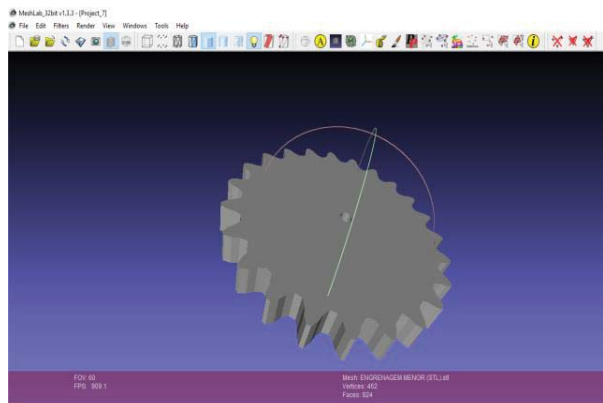 MeshLab_32bit v1.3.3 - [Project_7]
File Edit Filters Render View Windows Tools Help
FOV: 60
FPS: 909.1
Mesh: ENGRENAGEM MENOR (STL).stl
Vertices: 462
Faces: 924